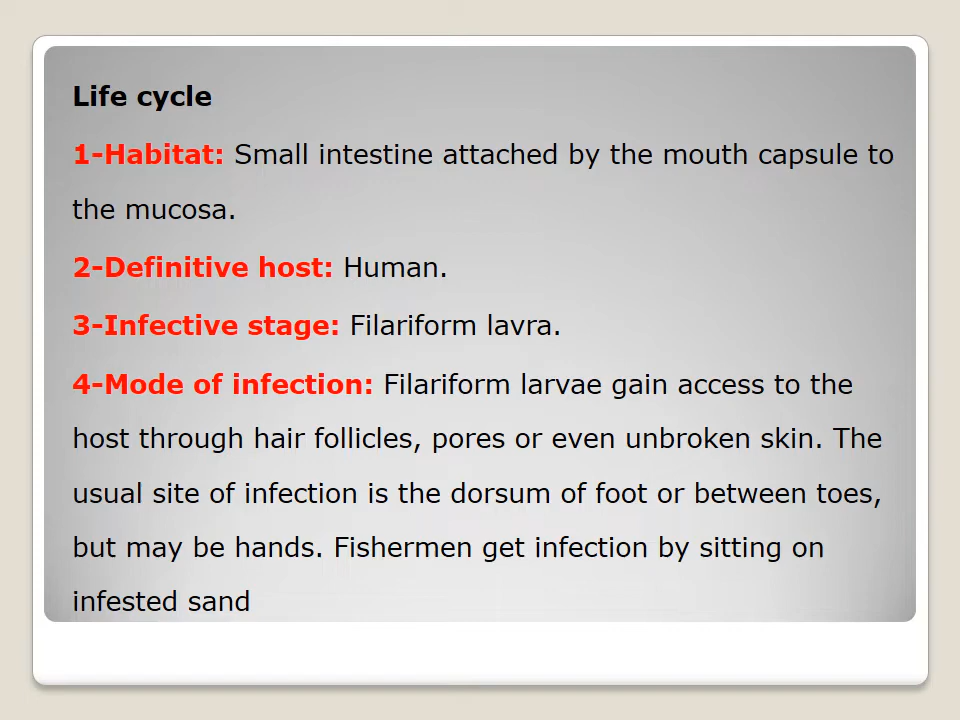 Life cycle
1-Habitat: Small intestine attached by the mouth capsule to
the mucosa.
2-Definitive host: Human.
3-Infective stage: Filariform lavra.
4-Mode of infection: Filariform larvae gain access to the
host through hair follicles, pores or even unbroken skin. The
usual site of infection is the dorsum of foot or between toes,
but may be hands. Fishermen get infection by sitting on
infested sand